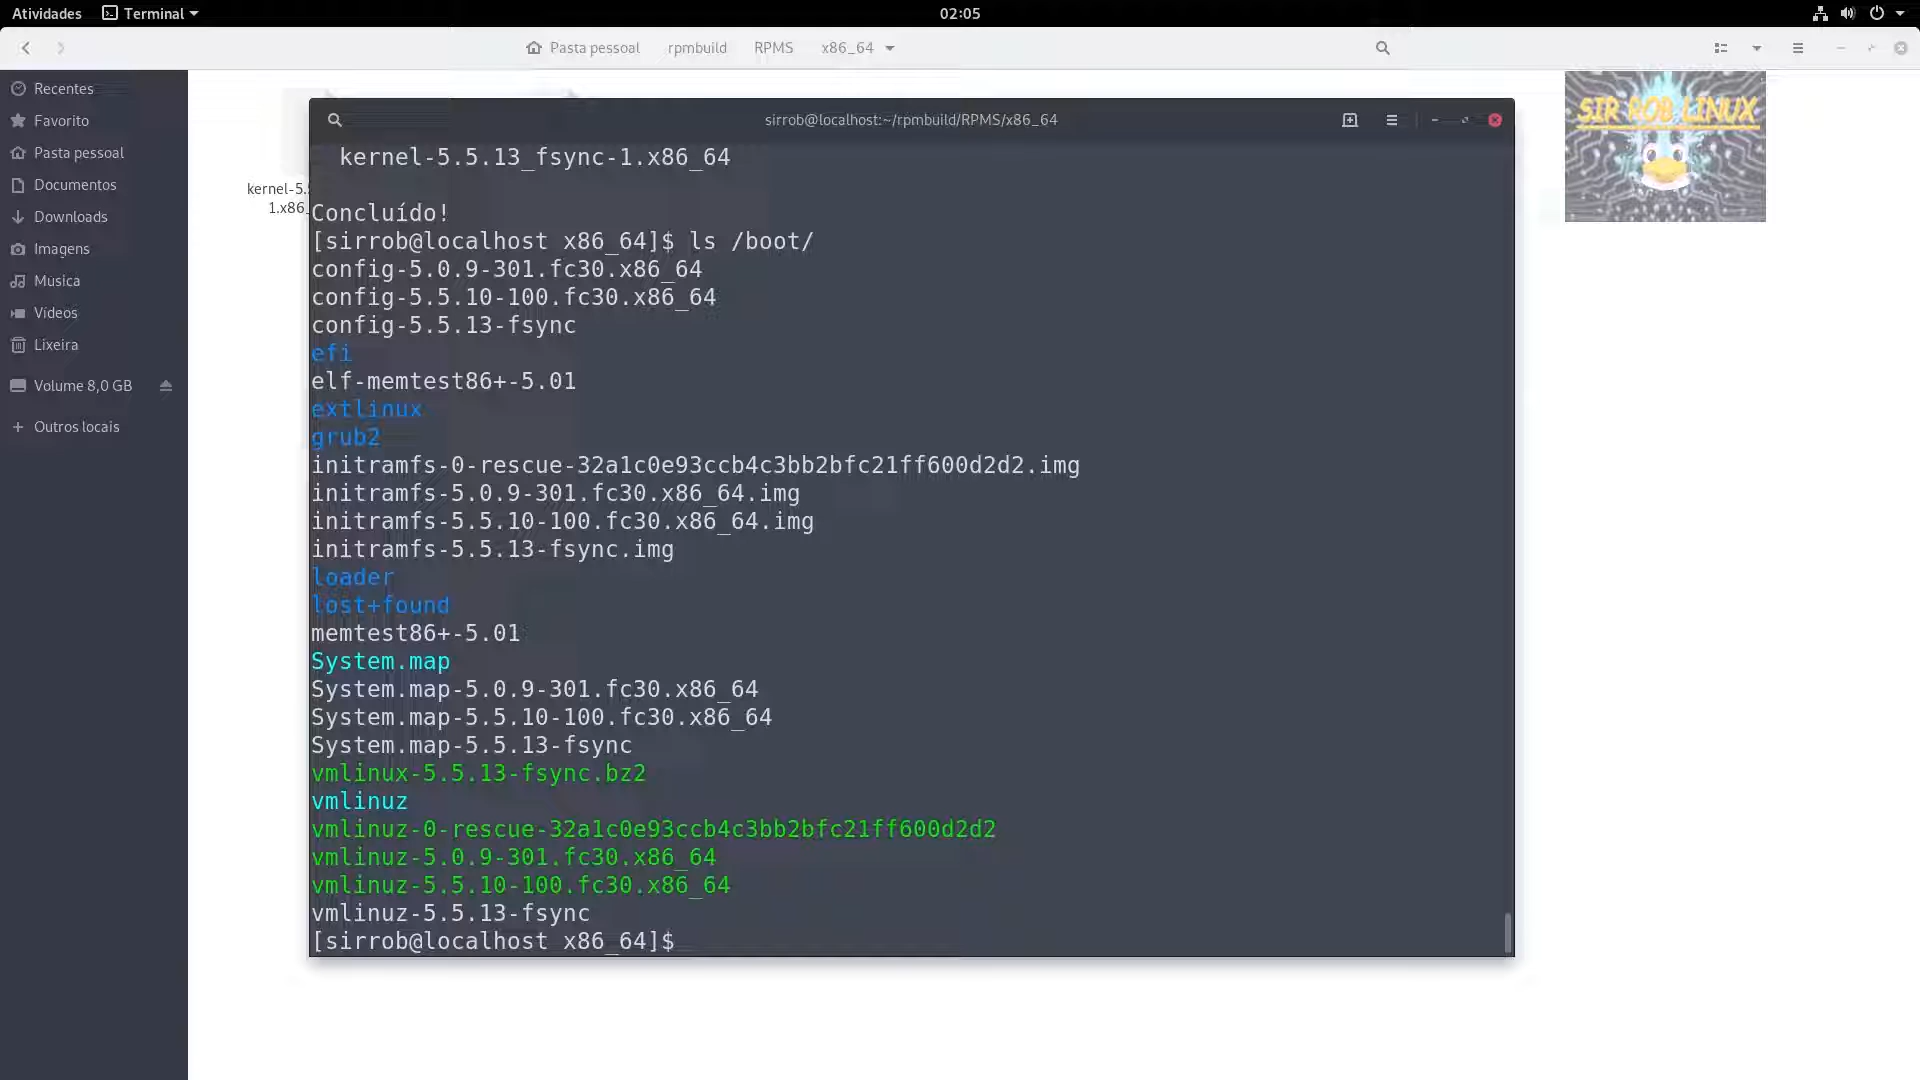 Atividades
Terminal
02:05
Pasta pessoal
rpmbuild
RPMS
x86_64
Recentes
Favorito
Pasta pessoal
Documentos
Downloads
Imagens
Musica
Vídeos
Lixeira
Volume 8,0 GB
Outros locais
kernel-5.
1.x86_
SIR ROB LINUX
sirrob@localhost:~/rpmbuild/RPMS/x86_64
kernel-5.5.13_fsync-1.x86_64
Concluído!
[sirrob@localhost x86_64]$ ls /boot/
config-5.0.9-301.fc30.x86_64
config-5.5.10-100.fc30.x86_64
config-5.5.13-fsync
efi
elf-memtest86+-5.01
extlinux
grub2
initramfs-0-rescue-32a1c0e93ccb4c3bb2bfc21ff600d2d2.img
initramfs-5.0.9-301.fc30.x86_64.img
initramfs-5.5.10-100.fc30.x86_64.img
initramfs-5.5.13-fsync.img
loader
lost+found
memtest86+-5.01
System.map
System.map-5.0.9-301.fc30.x86_64
System.map-5.5.10-100.fc30.x86_64
System.map-5.5.13-fsync
vmlinux-5.5.13-fsync.bz2
vmlinuz
vmlinuz-0-rescue-32a1c0e93ccb4c3bb2bfc21ff600d2d2
vmlinuz-5.0.9-301.fc30.x86_64
vmlinuz-5.5.10-100.fc30.x86_64
vmlinuz-5.5.13-fsync
[sirrob@localhost x86_64]$